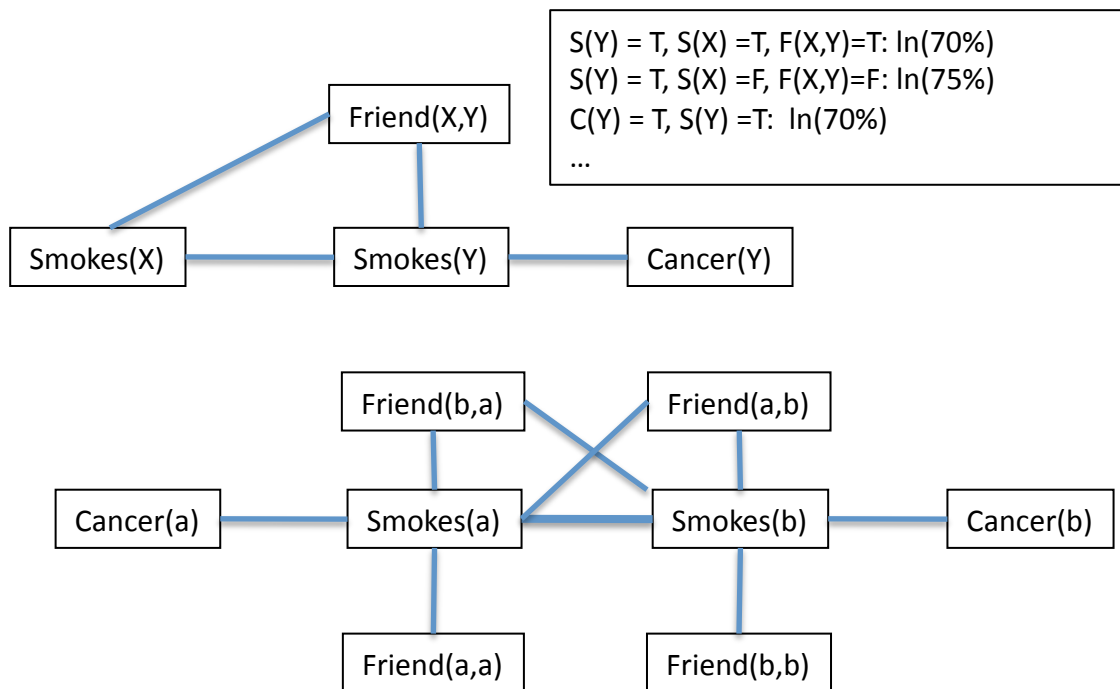 S(Y) = T, S(X) =T, F(X,Y)=T: ln(70%)
S(Y) = T, S(X) =F, F(X,Y)=F: ln(75%)
C(Y) = T, S(Y) =T:  ln(70%)
...
Friend(X,Y)
Smokes(X)
Smokes(Y)
Cancer(Y)
Friend(b,a)
Friend(a,b)
Cancer(a)
Smokes(a)
Smokes(b)
Cancer(b)
Friend(a,a)
Friend(b,b)